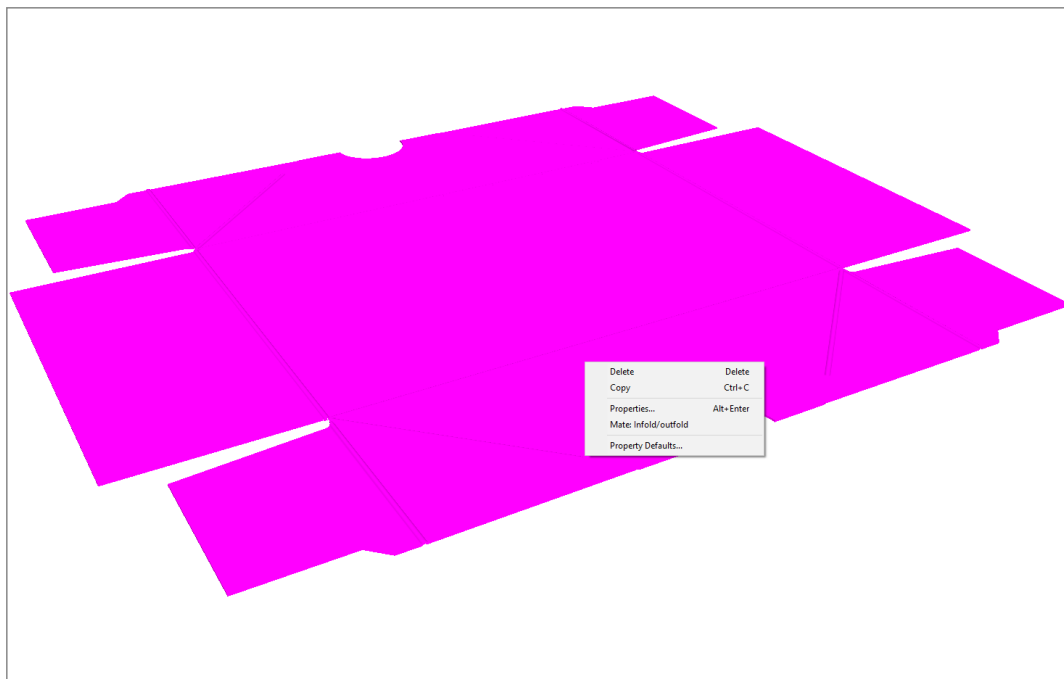 Delete Delete
Copy Ctrl+C
Properties... Alt+Enter
Mate: Infold/outfold
Property Defaults...